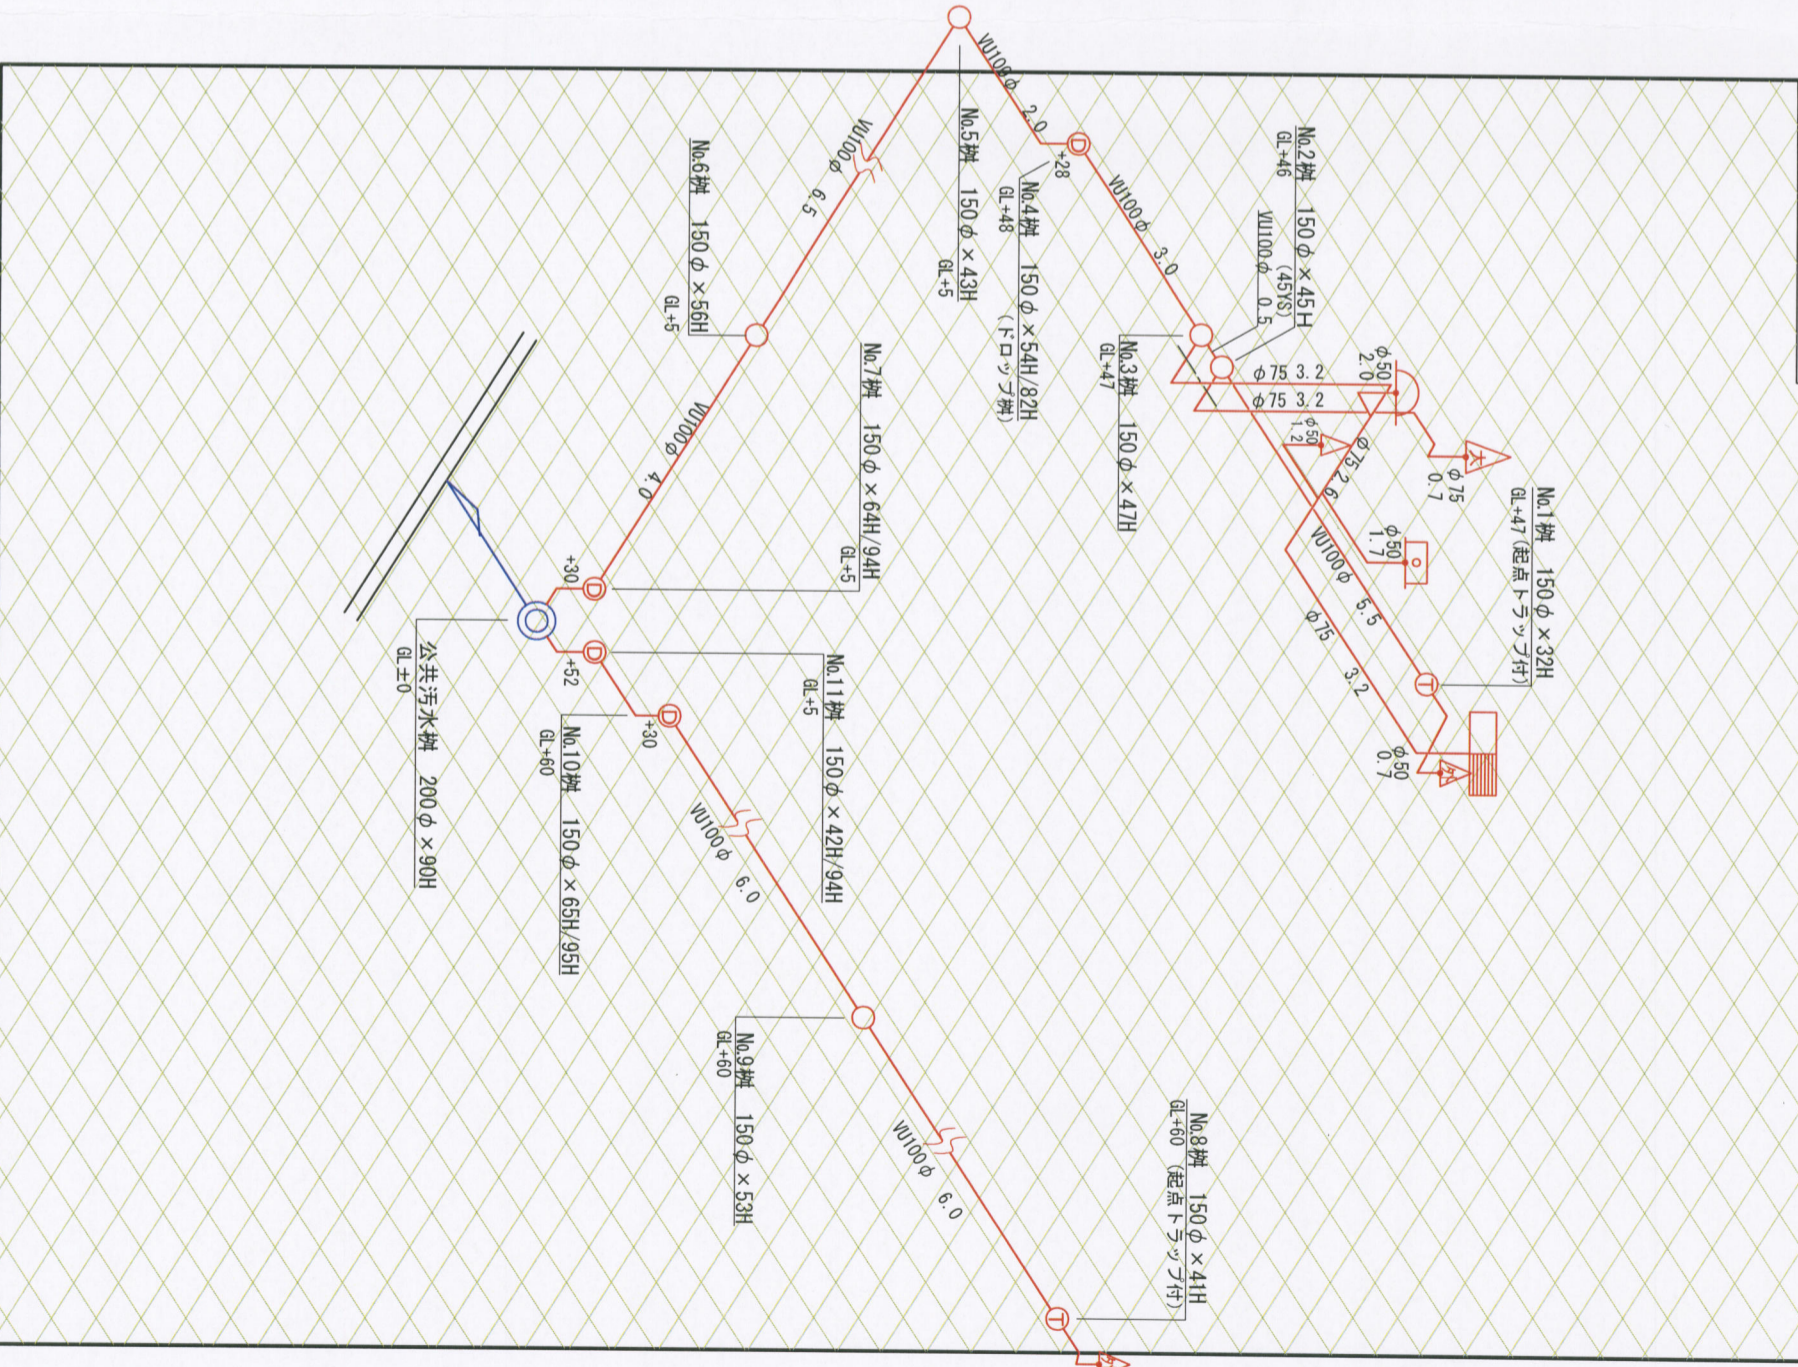 No.1桝 150φ×32H
GL+47(起点トラップ付)
No.2桝 150φ×45H
GL+46
(45YS)
VU100φ 0.5
No.3桝 150φ×47H
GL+47
No.4桝 150φ×54H/82H
GL+48
(ドロップ桝)
+28
No.5桝 150φ×43H
GL+5
No.6桝 150φ×56H
GL+5
No.7桝 150φ×64H/94H
GL+5
+30
No.8桝 150φ×41H
GL+60 (起点トラップ付)
No.9桝 150φ×53H
GL+60
No.10桝 150φ×65H/95H
GL+60
+30
No.11桝 150φ×42H/94H
GL+5
+52
公共汚水桝 200φ×90H
GL±0
VU100φ 2.0
VU100φ 3.0
VU100φ 6.5
VU100φ 4.0
VU100φ 5.5
VU100φ 6.0
VU100φ 6.0
φ75 3.2
φ75 3.2
φ50
2.0
φ50
1.2
φ75 2.6
大
φ75
0.7
φ50
1.7
φ75 3.2
φ50
0.7
D
D
D
D
T
T